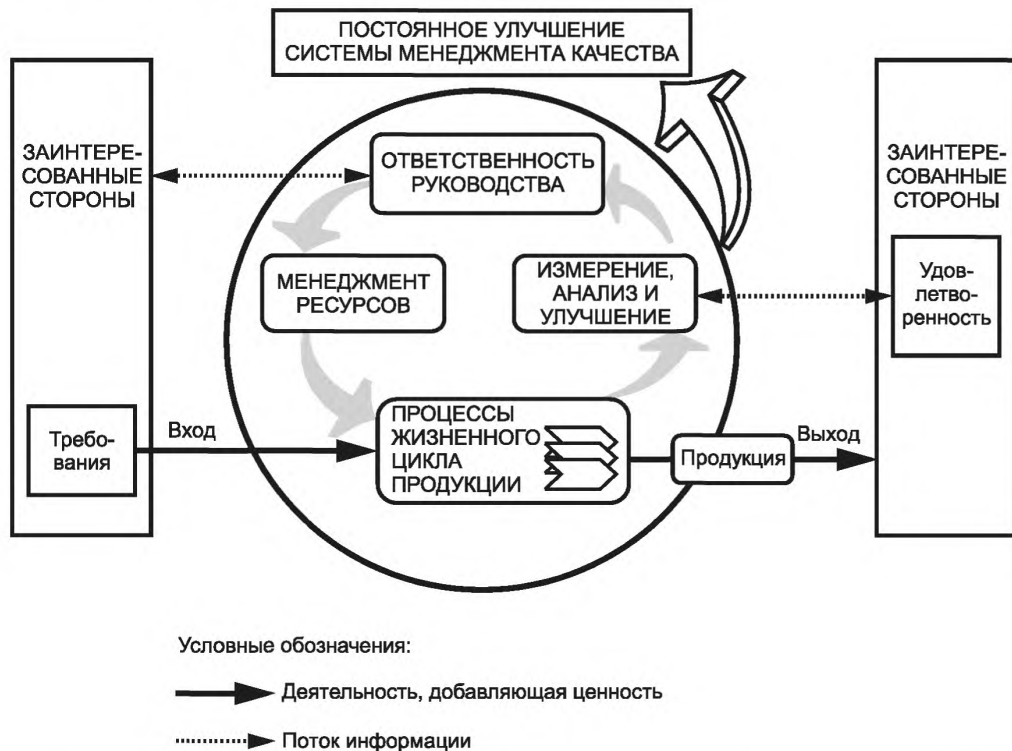 ПОСТОЯННОЕ УЛУЧШЕНИЕ
СИСТЕМЫ МЕНЕДЖМЕНТА КАЧЕСТВА
ЗАИНТЕРЕ-
СОВАННЫЕ
СТОРОНЫ
ОТВЕТСТВЕННОСТЬ
РУКОВОДСТВА
ЗАИНТЕРЕ-
СОВАННЫЕ
СТОРОНЫ
МЕНЕДЖМЕНТ
РЕСУРСОВ
ИЗМЕРЕНИЕ,
АНАЛИЗ И
УЛУЧШЕНИЕ
Удов-
летво-
ренность
Требо-
вания
Вход
ПРОЦЕССЫ
ЖИЗНЕННОГО
ЦИКЛА
ПРОДУКЦИИ
Продукция
Выход
Условные обозначения:
Деятельность, добавляющая ценность
Поток информации